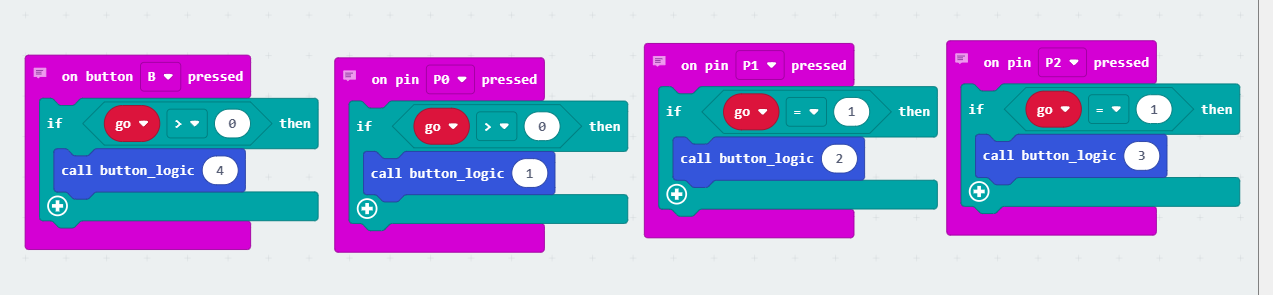 on button B pressed
if go > 0 then
call button_logic 4
on pin P0 pressed
if go > 0 then
call button_logic 1
on pin P1 pressed
if go = 1 then
call button_logic 2
on pin P2 pressed
if go = 1 then
call button_logic 3